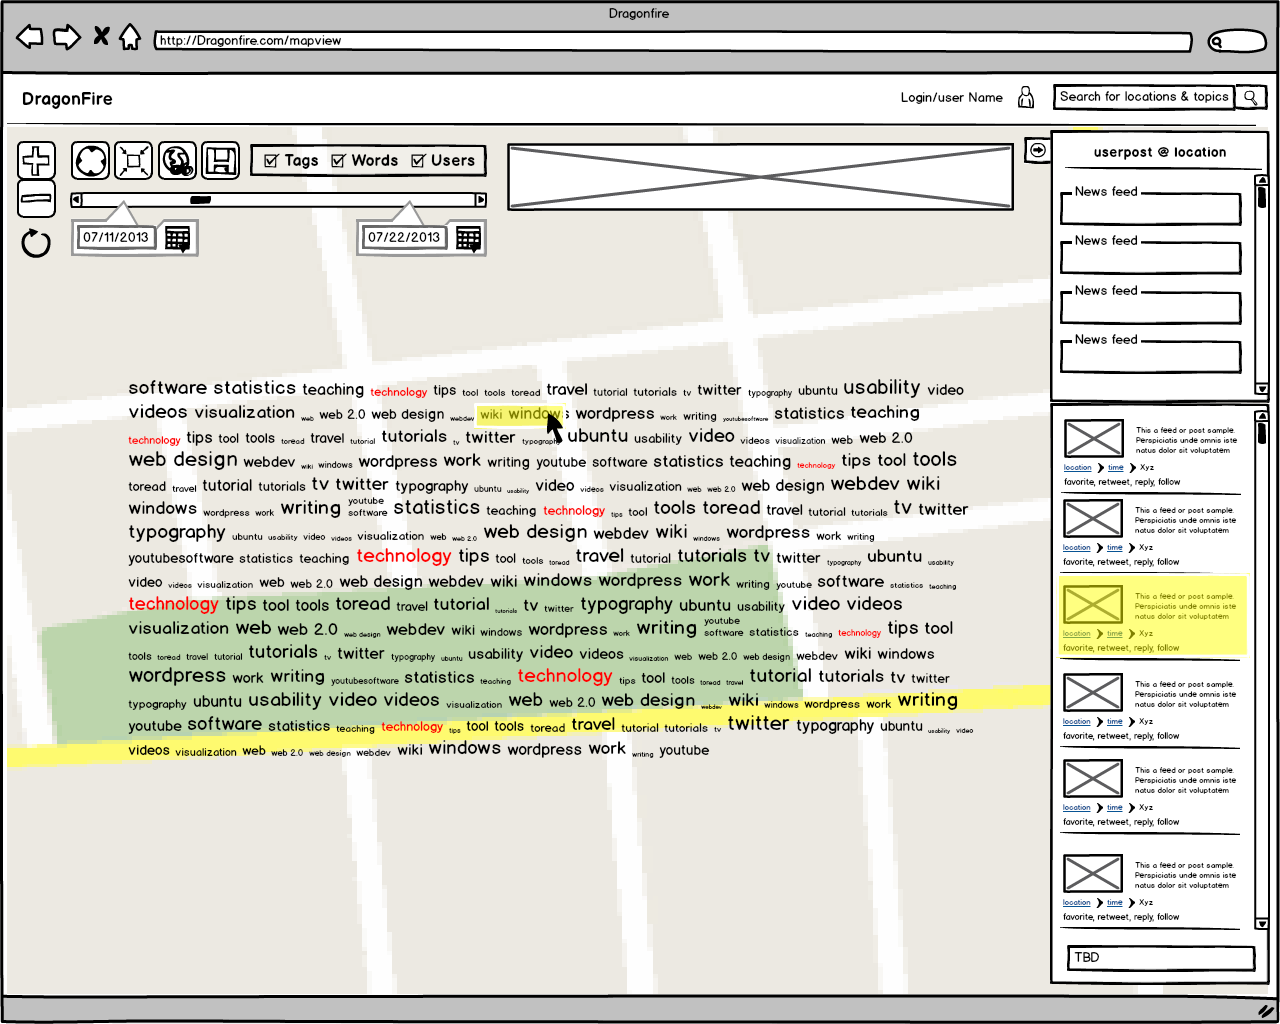 Dragonfire
http://Dragonfire.com/mapview
DragonFire
Login/user Name
Search for locations & topics
Tags Words Users
07/11/2013
07/22/2013
software statistics teaching technology tips tool tools toread travel tutorial tutorials tv twitter typography ubuntu usability video
videos visualization web web 2.0 web design webdev wiki windows wordpress work writing youtubesoftware statistics teaching
technology tips tool tools toread travel tutorial tutorials tv twitter typography ubuntu usability video videos visualization web web 2.0
web design webdev wiki windows wordpress work writing youtube software statistics teaching technology tips tool tools
toread travel tutorial tutorials tv twitter typography ubuntu usability video videos visualization web web 2.0 web design webdev wiki
windows wordpress work writing youtube software statistics teaching technology tips tool tools toread travel tutorial tutorials tv twitter
typography ubuntu usability video videos visualization web web 2.0 web design webdev wiki windows wordpress work writing
youtubesoftware statistics teaching technology tips tool tools toread travel tutorial tutorials tv twitter typography ubuntu usability
video videos visualization web web 2.0 web design webdev wiki windows wordpress work writing youtube software statistics teaching
technology tips tool tools toread travel tutorial tutorials tv twitter typography ubuntu usability video videos
visualization web web 2.0 web design webdev wiki windows wordpress work writing youtube software statistics teaching technology tips tool
tools toread travel tutorial tutorials tv twitter typography ubuntu usability video videos visualization web web 2.0 web design webdev wiki windows
wordpress work writing youtubesoftware statistics teaching technology tips tool tools toread travel tutorial tutorials tv twitter
typography ubuntu usability video videos visualization web web 2.0 web design webdev wiki windows wordpress work writing
youtube software statistics teaching technology tips tool tools toread travel tutorial tutorials tv twitter typography ubuntu usability video
videos visualization web web 2.0 web design webdev wiki windows wordpress work writing youtube
userpost @ location
News feed
News feed
News feed
News feed
This a feed or post sample.
Perspiciatis unde omnis iste
natus dolor sit voluptatem
location time Xyz
favorite, retweet, reply, follow
This a feed or post sample.
Perspiciatis unde omnis iste
natus dolor sit voluptatem
location time Xyz
favorite, retweet, reply, follow
This a feed or post sample.
Perspiciatis unde omnis iste
natus dolor sit voluptatem
location time Xyz
favorite, retweet, reply, follow
This a feed or post sample.
Perspiciatis unde omnis iste
natus dolor sit voluptatem
location time Xyz
favorite, retweet, reply, follow
This a feed or post sample.
Perspiciatis unde omnis iste
natus dolor sit voluptatem
location time Xyz
favorite, retweet, reply, follow
This a feed or post sample.
Perspiciatis unde omnis iste
natus dolor sit voluptatem
location time Xyz
favorite, retweet, reply, follow
TBD